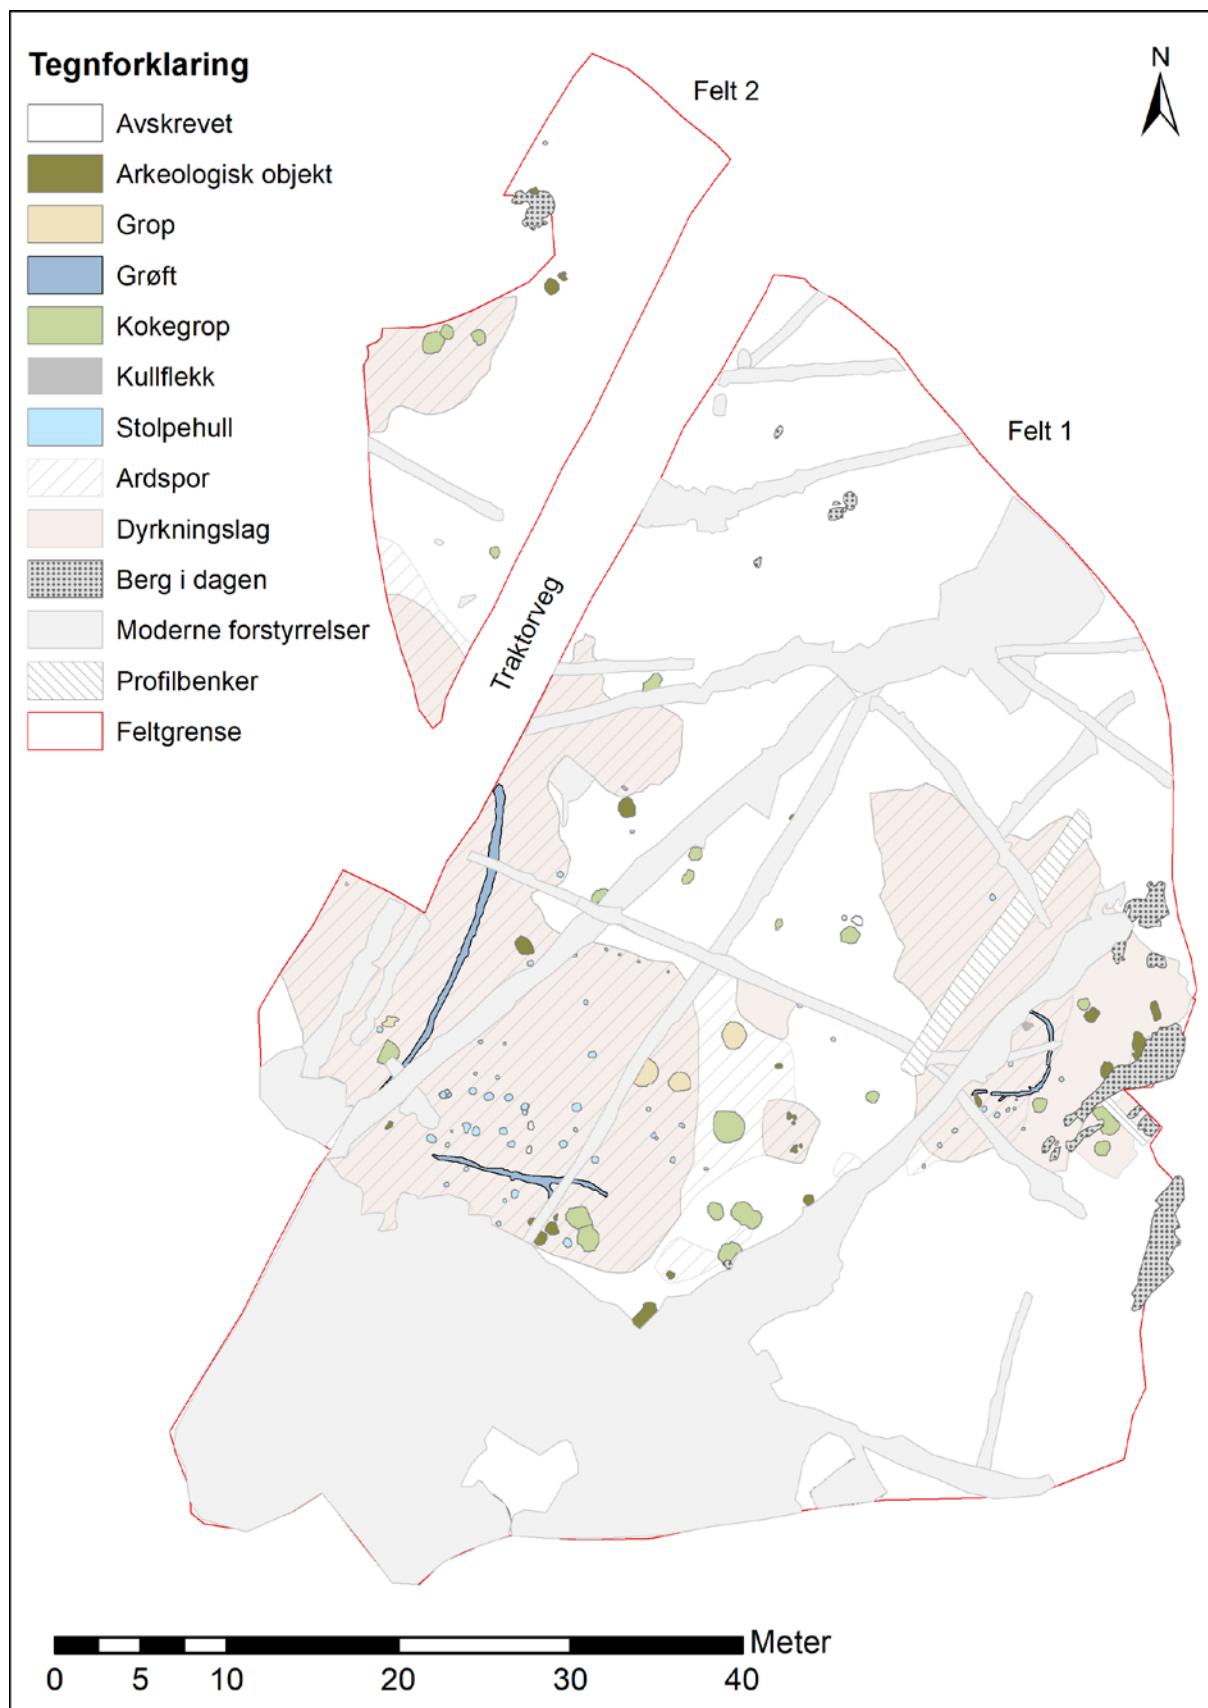 Tegnforklaring
Avskrevet
Arkeologisk objekt
Grop
Grøft
Kokegrop
Kullflekk
Stolpehull
Ardspor
Dyrkningslag
Berg i dagen
Moderne forstyrrelser
Profilbenker
Feltgrense
Felt 2
N
Felt 1
Traktorveg
Meter
0 5 10 20 30 40